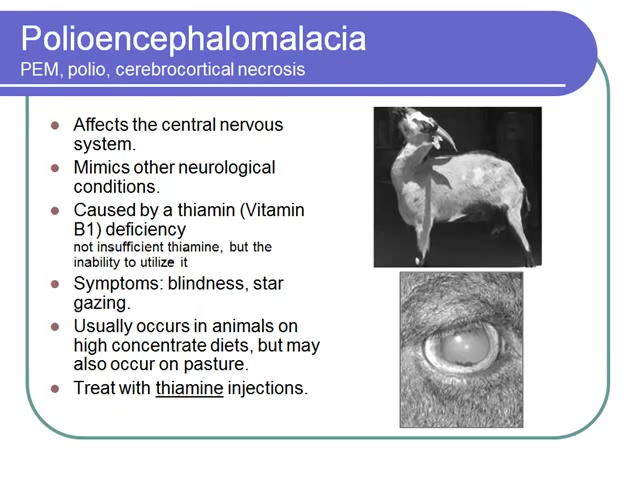 Polioencephalomalacia
PEM, polio, cerebrocortical necrosis
Affects the central nervous
system.
Mimics other neurological
conditions.
Caused by a thiamin (Vitamin
B1) deficiency
not insufficient thiamine, but the
inability to utilize it
Symptoms: blindness, star
gazing.
Usually occurs in animals on
high concentrate diets, but may
also occur on pasture.
Treat with thiamine injections.